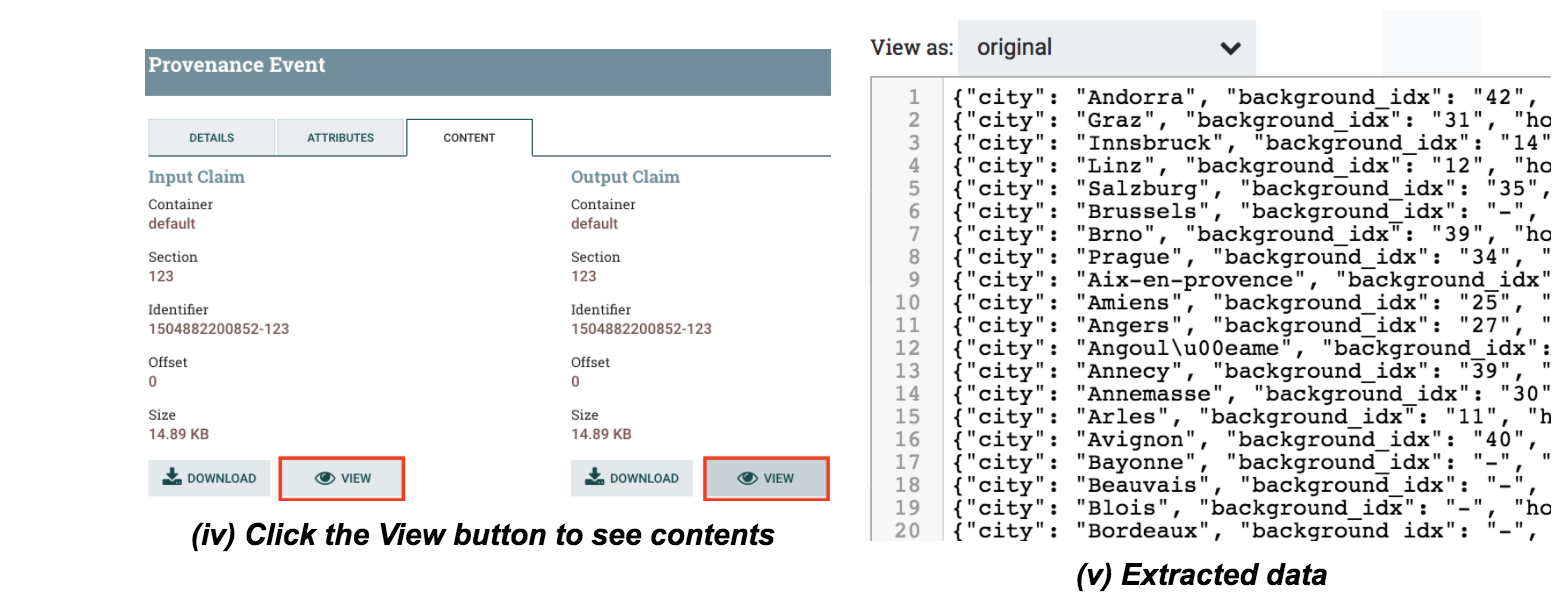 Provenance Event
DETAILS ATTRIBUTES CONTENT
Input Claim
Container
default
Section
123
Identifier
1504882200852-123
Offset
0
Size
14.89 KB
DOWNLOAD VIEW
Output Claim
Container
default
Section
123
Identifier
1504882200852-123
Offset
0
Size
14.89 KB
DOWNLOAD VIEW
(iv) Click the View button to see contents
View as: original
1 {"city": "Andorra", "background_idx": "42",
2 {"city": "Graz", "background_idx": "31", "ho
3 {"city": "Innsbruck", "background_idx": "14"
4 {"city": "Linz", "background_idx": "12", "ho
5 {"city": "Salzburg", "background_idx": "35",
6 {"city": "Brussels", "background_idx": "-",
7 {"city": "Brno", "background_idx": "39", "ho
8 {"city": "Prague", "background_idx": "34", "
9 {"city": "Aix-en-provence", "background_idx"
10 {"city": "Amiens", "background_idx": "25", "
11 {"city": "Angers", "background_idx": "27", "
12 {"city": "Angoul\u00eame", "background_idx":
13 {"city": "Annecy", "background_idx": "39", "
14 {"city": "Annemasse", "background_idx": "30"
15 {"city": "Arles", "background_idx": "11", "h
16 {"city": "Avignon", "background_idx": "40",
17 {"city": "Bayonne", "background_idx": "-", "
18 {"city": "Beauvais", "background_idx": "-",
19 {"city": "Blois", "background_idx": "-", "ho
20 {"city": "Bordeaux", "background_idx": "-",
(v) Extracted data